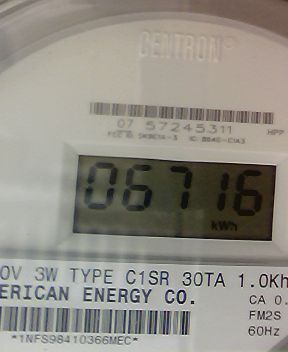 CENTRON®
07 57245311
HPP
06716
kWh
0V 3W TYPE C1SR 30TA 1.0Kh
ERICAN ENERGY CO.
CA 0.
FM2S
60Hz
*1NFS98410366MEC*